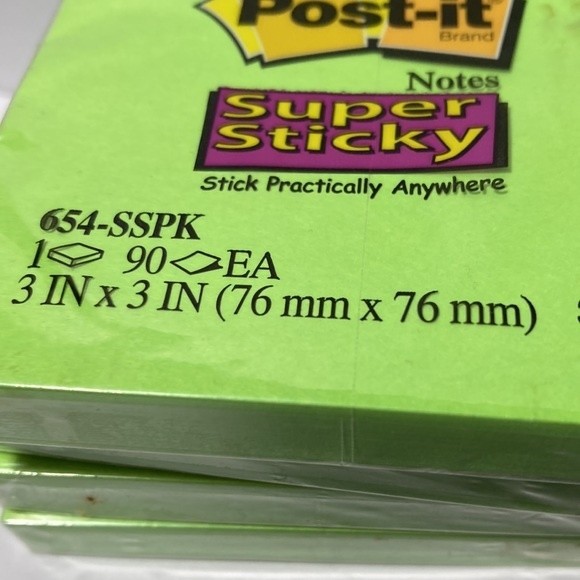 Post-it
Brand
Notes
Super
Sticky
Stick Practically Anywhere
654-SSPK
1 90 EA
3 IN x 3 IN (76 mm x 76 mm)